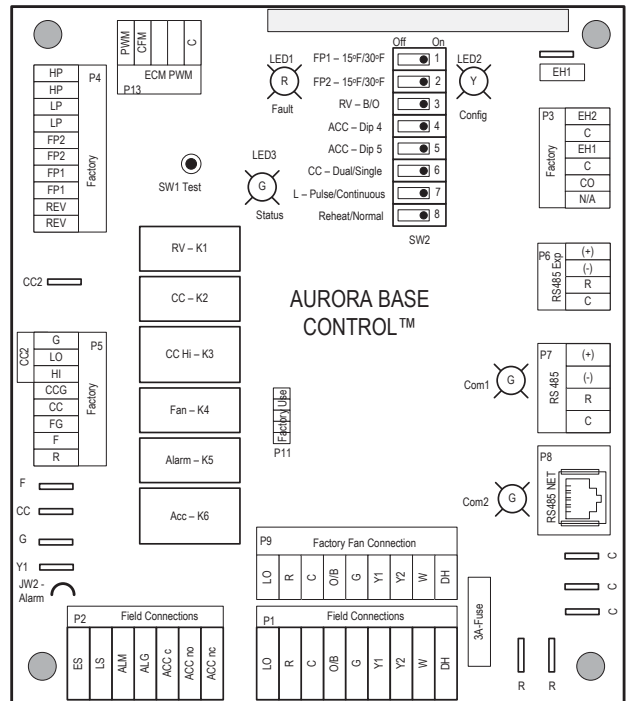 PWM
CFM
C
ECM PWM
P13
HP
HP
LP
LP
FP2
FP2
FP1
FP1
REV
REV
P4
Factory
SW1 Test
LED1
R
Fault
LED3
G
Status
Off On
FP1 – 15ºF/30ºF 1
FP2 – 15ºF/30ºF 2
RV – B/O 3
ACC – Dip 4 4
ACC – Dip 5 5
CC – Dual/Single 6
L – Pulse/Continuous 7
Reheat/Normal 8
SW2
LED2
Y
Config
EH1
P3
Factory
EH2
C
EH1
C
CO
N/A
RV – K1
CC – K2
CC Hi – K3
Fan – K4
Alarm – K5
Acc – K6
AURORA BASE
CONTROL™
P6
RS485 Exp
(+)
(-)
R
C
CC2
CC2
G
LO
HI
CCG
CC
FG
F
R
P5
Factory
Factory Use
P11
Com1
G
P7
RS 485
(+)
(-)
R
C
Com2
G
P8
RS485 NET
F
CC
G
Y1
JW2 -
Alarm
P9 Factory Fan Connection
LO R C O/B G Y1 Y2 W DH
P2 Field Connections
ES LS ALM ALG ACC c ACC no ACC nc
P1 Field Connections
LO R C O/B G Y1 Y2 W DH
3A-Fuse
C
C
C
R R